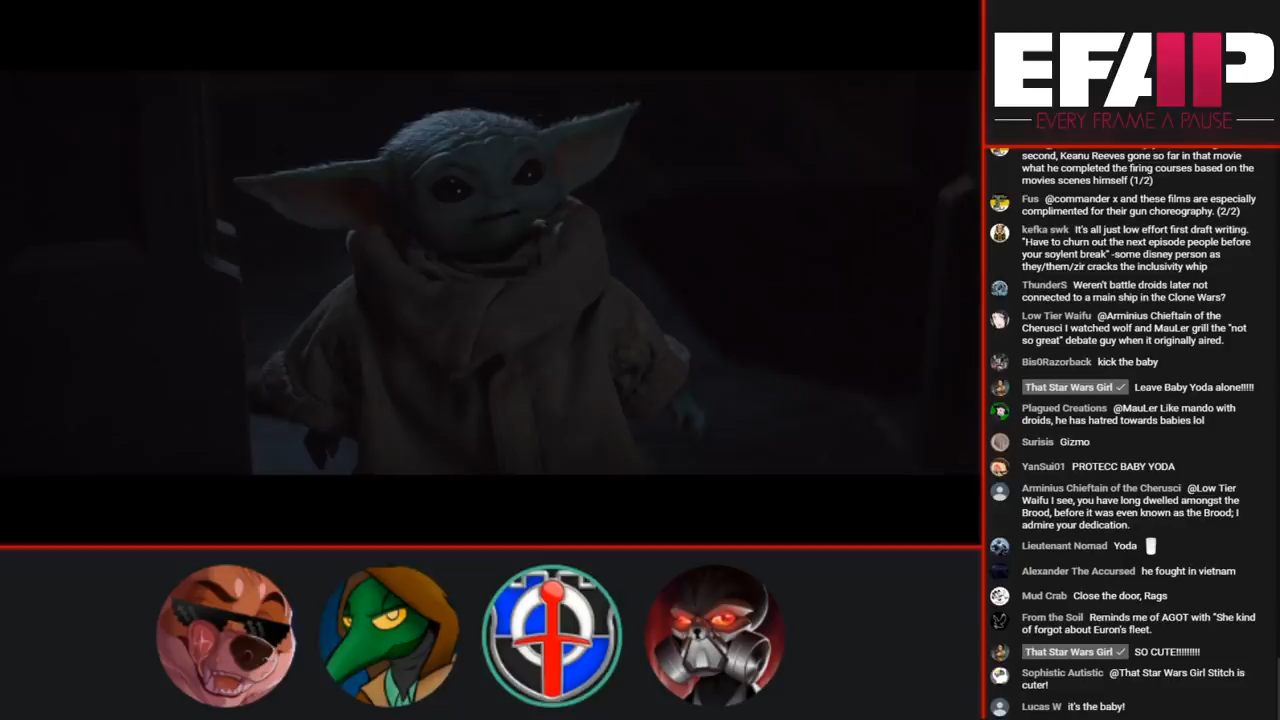 EFAP
EVERY FRAME A PAUSE
second, Keanu Reeves gone so far in that movie
what he completed the firing courses based on the
movies scenes himself (1/2)
Fus @commander x and these films are especially
complimented for their gun choreography. (2/2)
kefka swk It's all just low effort first draft writing.
"Have to churn out the next episode people before
your soylent break" -some disney person as
they/them/zir cracks the inclusivity whip
ThunderS Weren't battle droids later not
connected to a main ship in the Clone Wars?
Low Tier Waifu @Arminius Chieftain of the
Cherusci I watched wolf and MauLer grill the "not
so great" debate guy when it originally aired.
Bis0Razorback kick the baby
That Star Wars Girl ✓ Leave Baby Yoda alone!!!!!
Plagued Creations @MauLer Like mando with
droids, he has hatred towards babies lol
Surisis Gizmo
YanSui01 PROTECC BABY YODA
Arminius Chieftain of the Cherusci @Low Tier
Waifu I see, you have long dwelled amongst the
Brood, before it was even known as the Brood; I
admire your dedication.
Lieutenant Nomad Yoda 🥛
Alexander The Accursed he fought in vietnam
Mud Crab Close the door, Rags
From the Soil Reminds me of AGOT with "She kind
of forgot about Euron's fleet.
That Star Wars Girl ✓ SO CUTE!!!!!!!!!
Sophistic Autistic @That Star Wars Girl Stitch is
cuter!
Lucas W it's the baby!